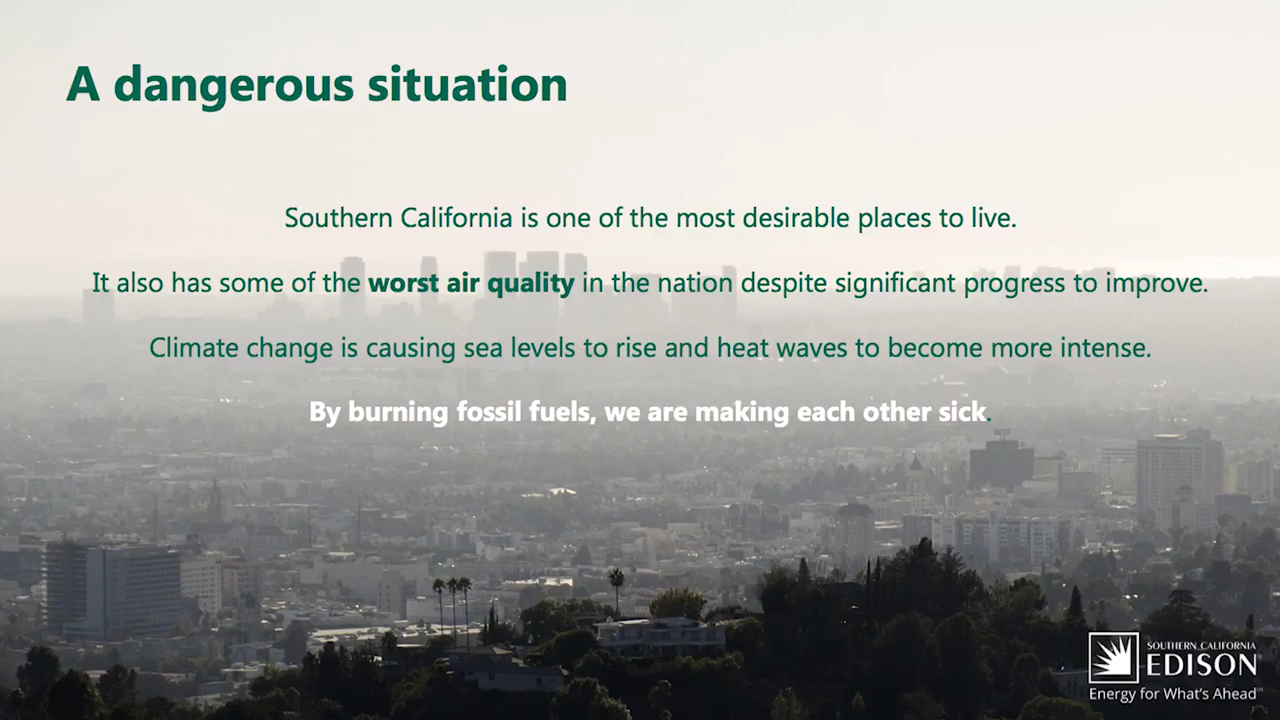 A dangerous situation
Southern California is one of the most desirable places to live.
It also has some of the worst air quality in the nation despite significant progress to improve.
Climate change is causing sea levels to rise and heat waves to become more intense.
By burning fossil fuels, we are making each other sick.
SOUTHERN CALIFORNIA
EDISON
Energy for What's Ahead